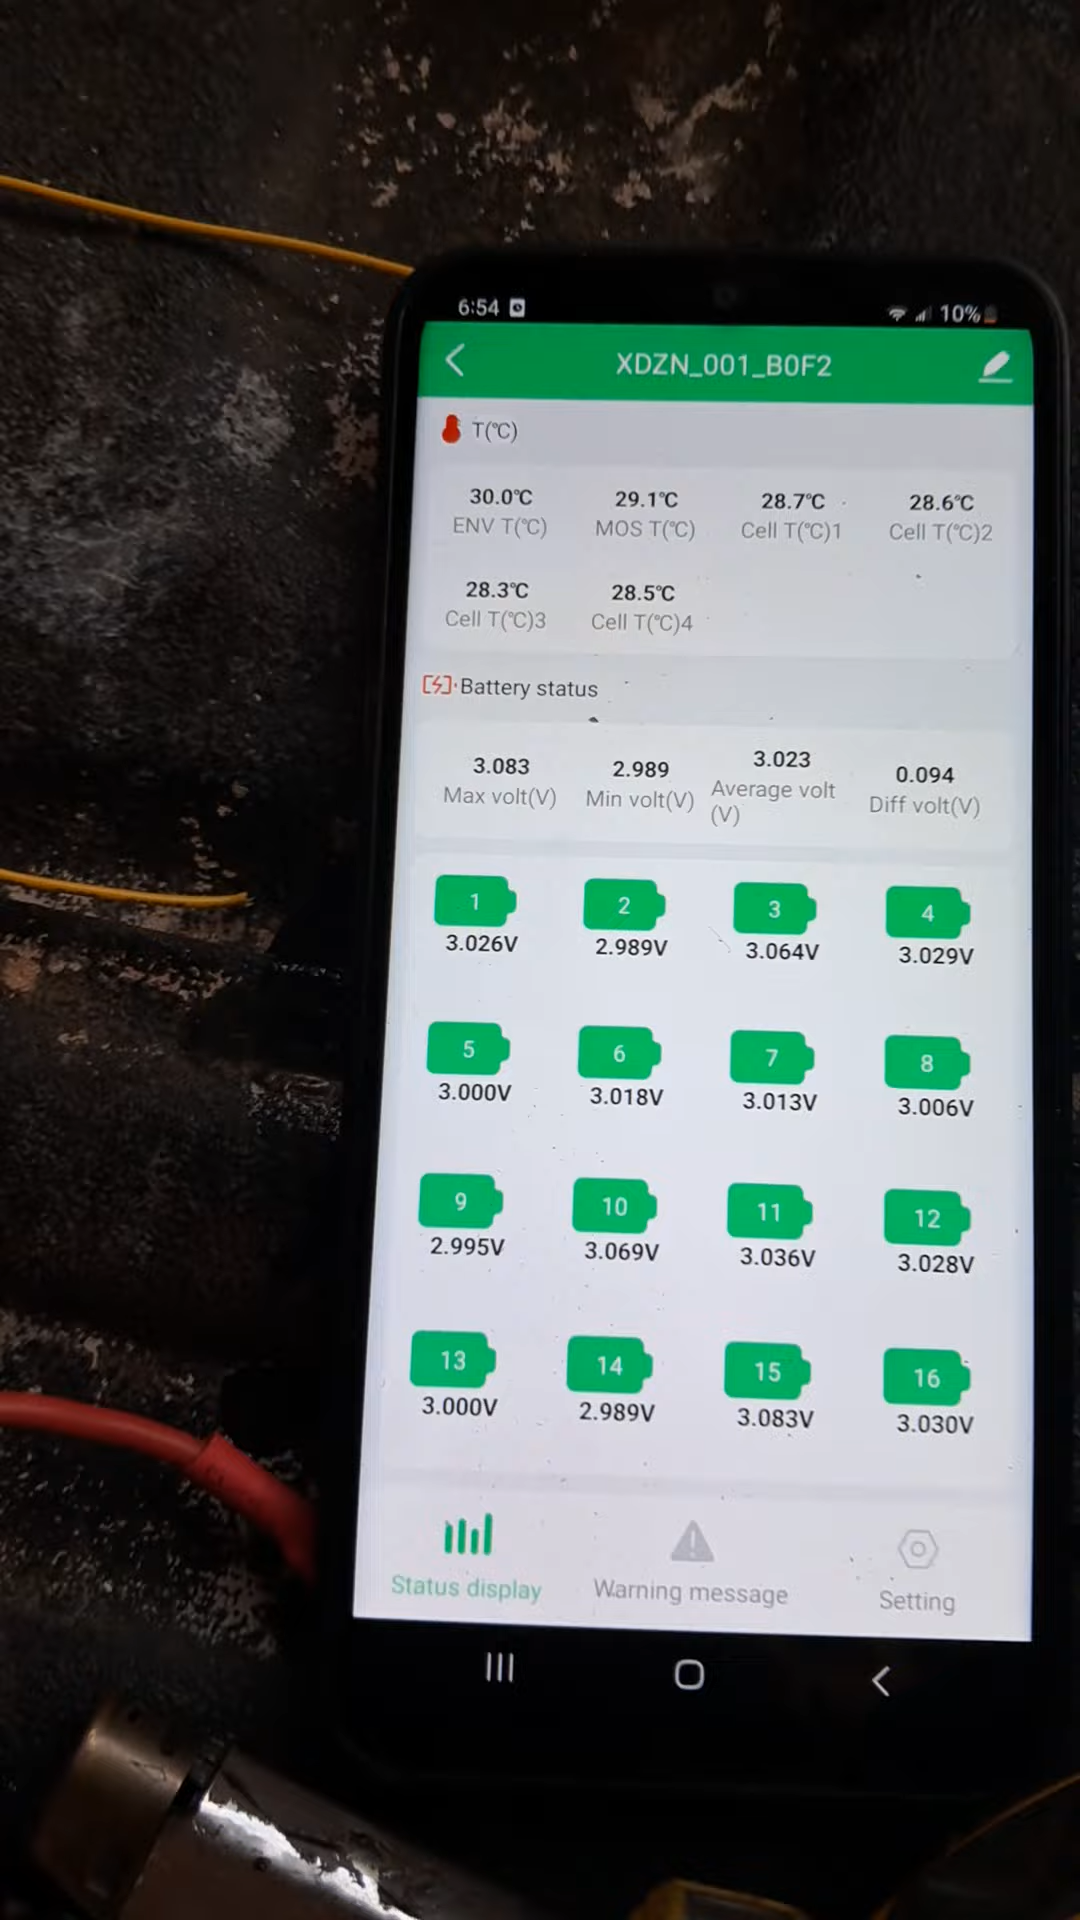 6:54 10%
XDZN_001_B0F2
T(℃)
30.0℃ 29.1℃ 28.7℃ 28.6℃
ENV T(℃) MOS T(℃) Cell T(℃)1 Cell T(℃)2
28.3℃ 28.5℃
Cell T(℃)3 Cell T(℃)4
Battery status
3.083 2.989 3.023 0.094
Max volt(V) Min volt(V) Average volt (V) Diff volt(V)
1 2 3 4
3.026V 2.989V 3.064V 3.029V
5 6 7 8
3.000V 3.018V 3.013V 3.006V
9 10 11 12
2.995V 3.069V 3.036V 3.028V
13 14 15 16
3.000V 2.989V 3.083V 3.030V
Status display Warning message Setting